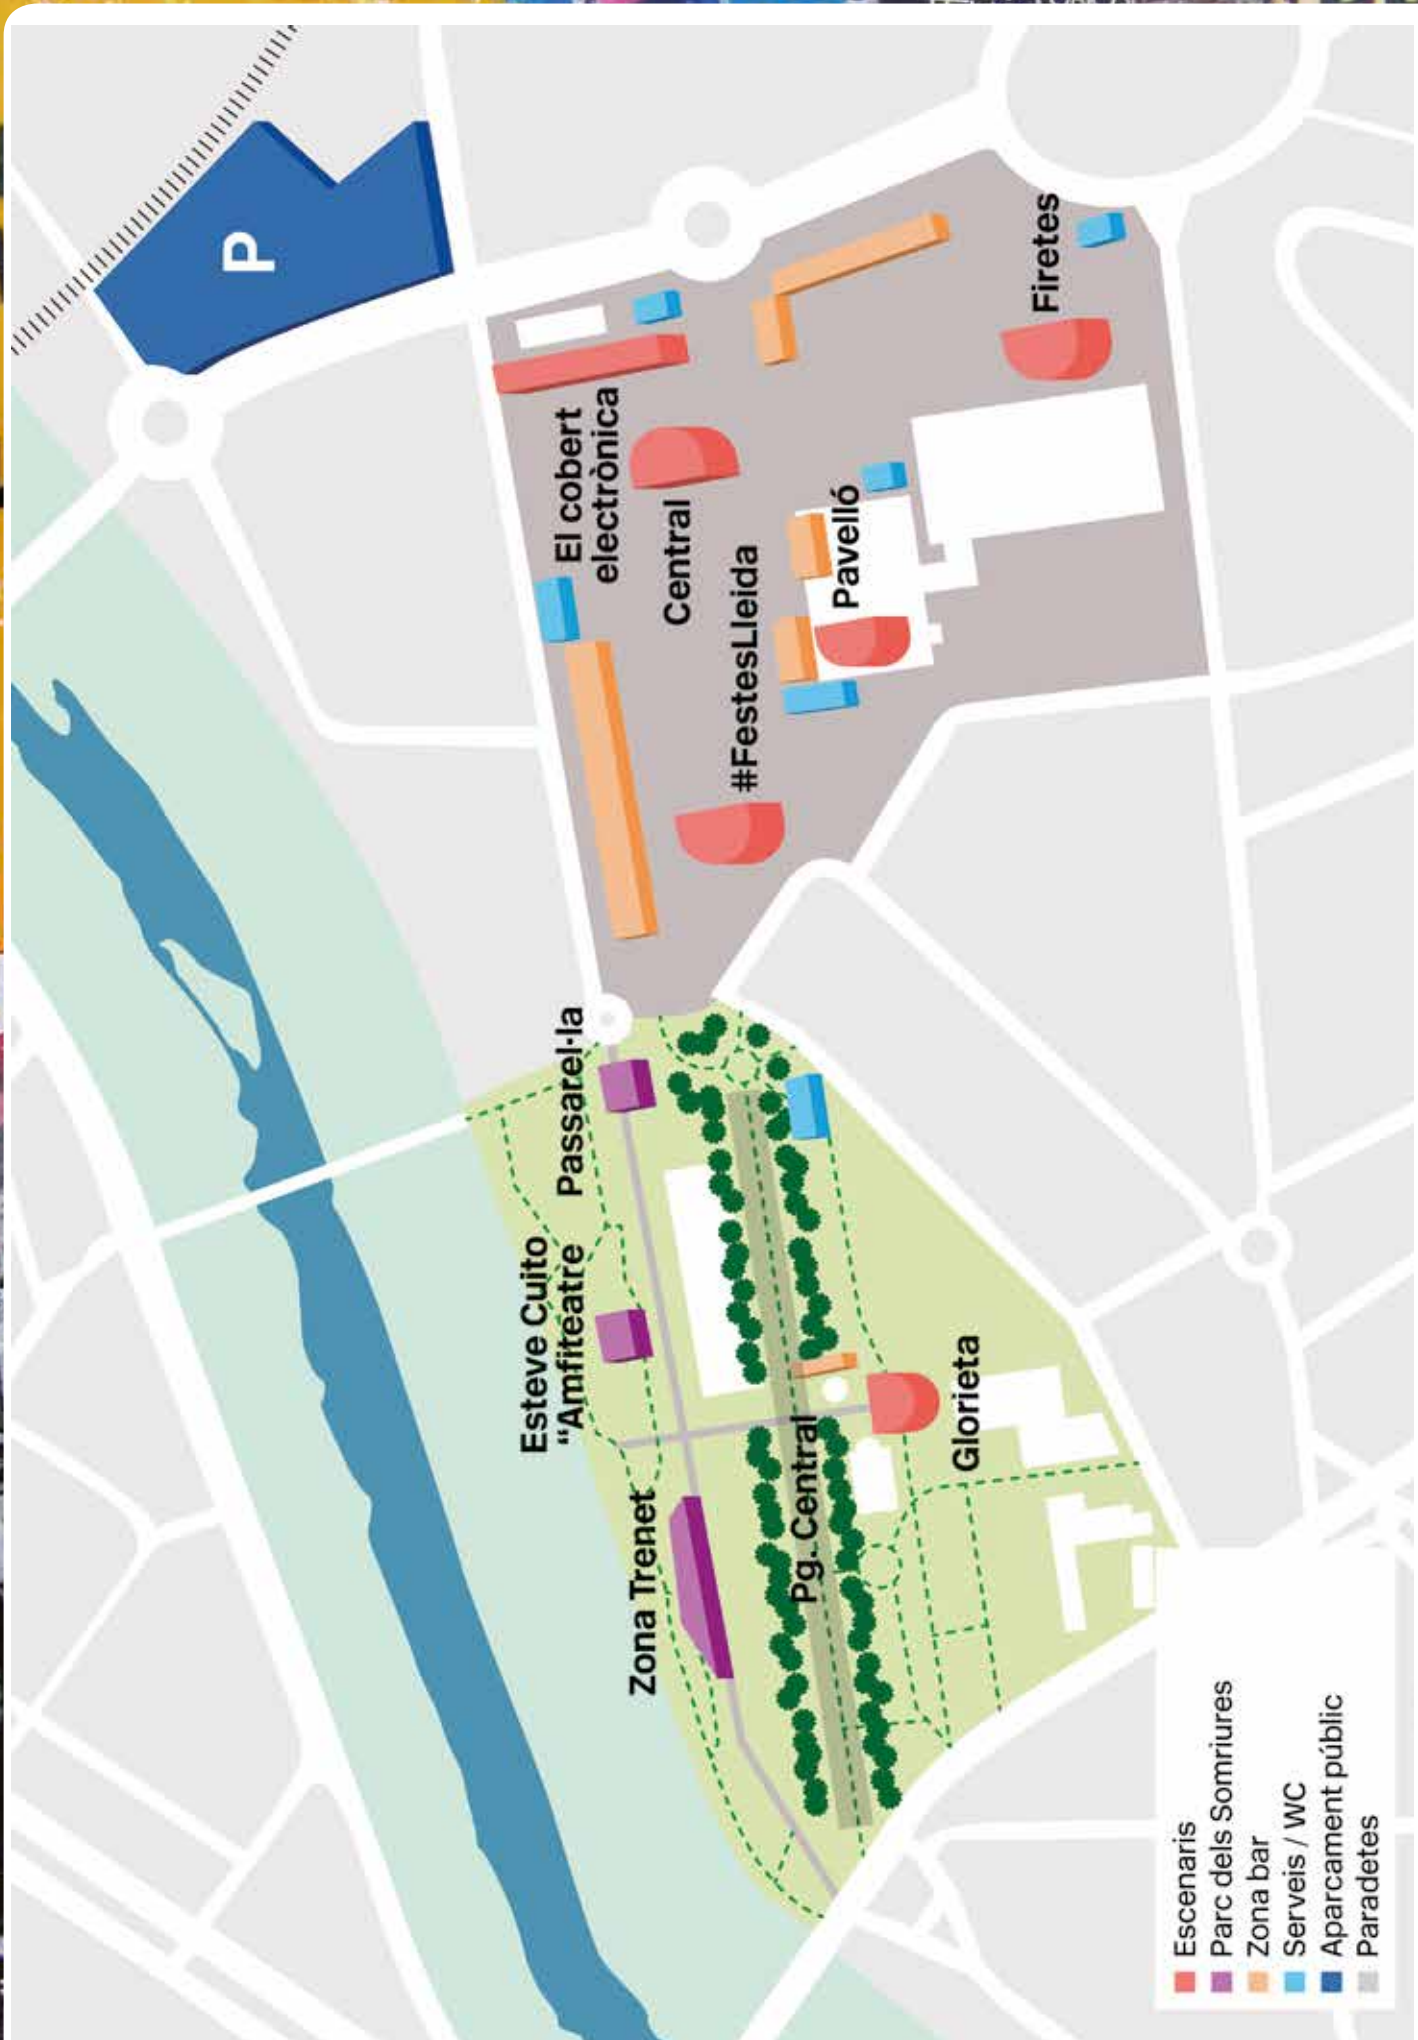 P
El cobert
electrònica
Central
#FestesLleida
Pavelló
Firetes
Passarel·la
Esteve Cuito
“Amfiteatre
Zona Trenet
Pg. Central
Glorieta
Escenaris
Parc dels Somriures
Zona bar
Serveis / WC
Aparcament públic
Paradetes